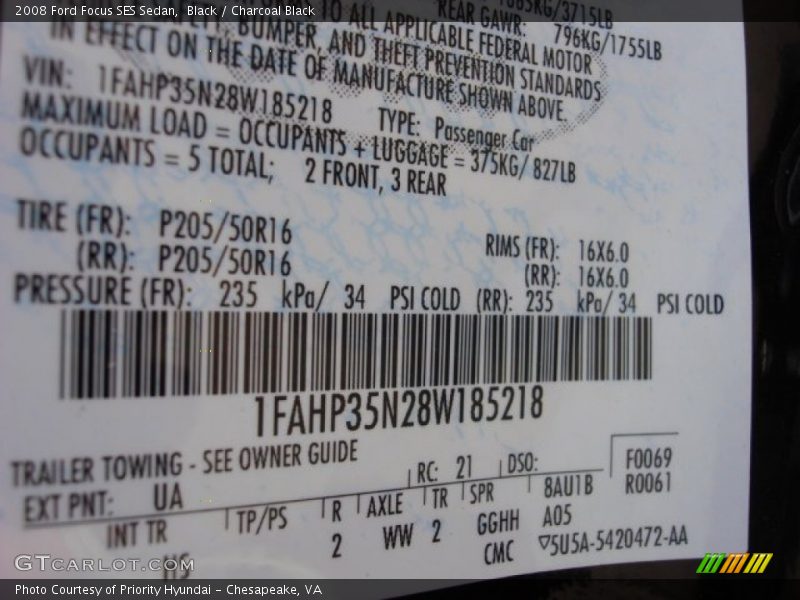 2008 Ford Focus SES Sedan, Black / Charcoal Black
3715LB
REAR GAWR: 796KG/1755LB
TO ALL APPLICABLE FEDERAL MOTOR
BUMPER, AND THEFT PREVENTION STANDARDS
IN EFFECT ON THE DATE OF MANUFACTURE SHOWN ABOVE.
VIN: 1FAHP35N28W185218 TYPE: Passenger Car
MAXIMUM LOAD = OCCUPANTS + LUGGAGE = 375KG/ 827LB
OCCUPANTS = 5 TOTAL; 2 FRONT, 3 REAR
TIRE (FR): P205/50R16 RIMS (FR): 16X6.0
(RR): P205/50R16 (RR): 16X6.0
PRESSURE (FR): 235 kPa/ 34 PSI COLD (RR): 235 kPa/ 34 PSI COLD
1FAHP35N28W185218
TRAILER TOWING - SEE OWNER GUIDE
EXT PNT: UA RC: 21 DSO: F0069
R0061
INT TR TP/PS R AXLE TR SPR 8AU1B
2 WW 2 GGHH A05
CMC 5U5A-5420472-AA
GTCARLOT.COM
Photo Courtesy of Priority Hyundai - Chesapeake, VA